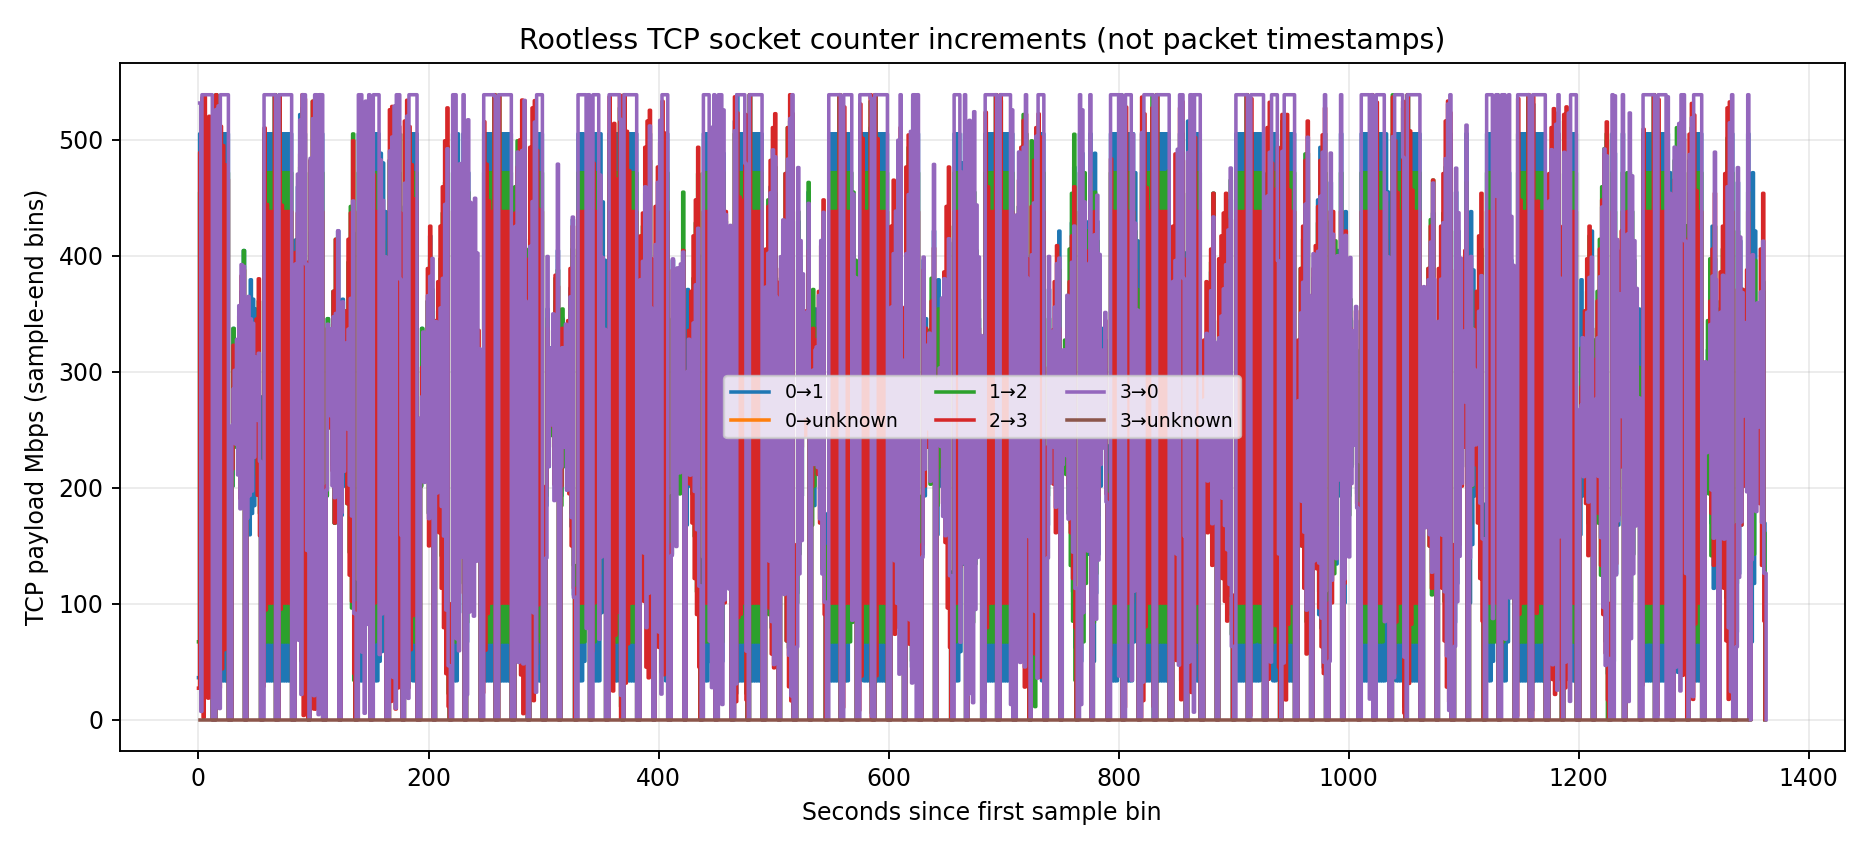 Rootless TCP socket counter increments (not packet timestamps)
TCP payload Mbps (sample-end bins)
500
400
300
200
100
0
0→1
1→2
3→0
0→unknown
2→3
3→unknown
0 200 400 600 800 1000 1200 1400
Seconds since first sample bin